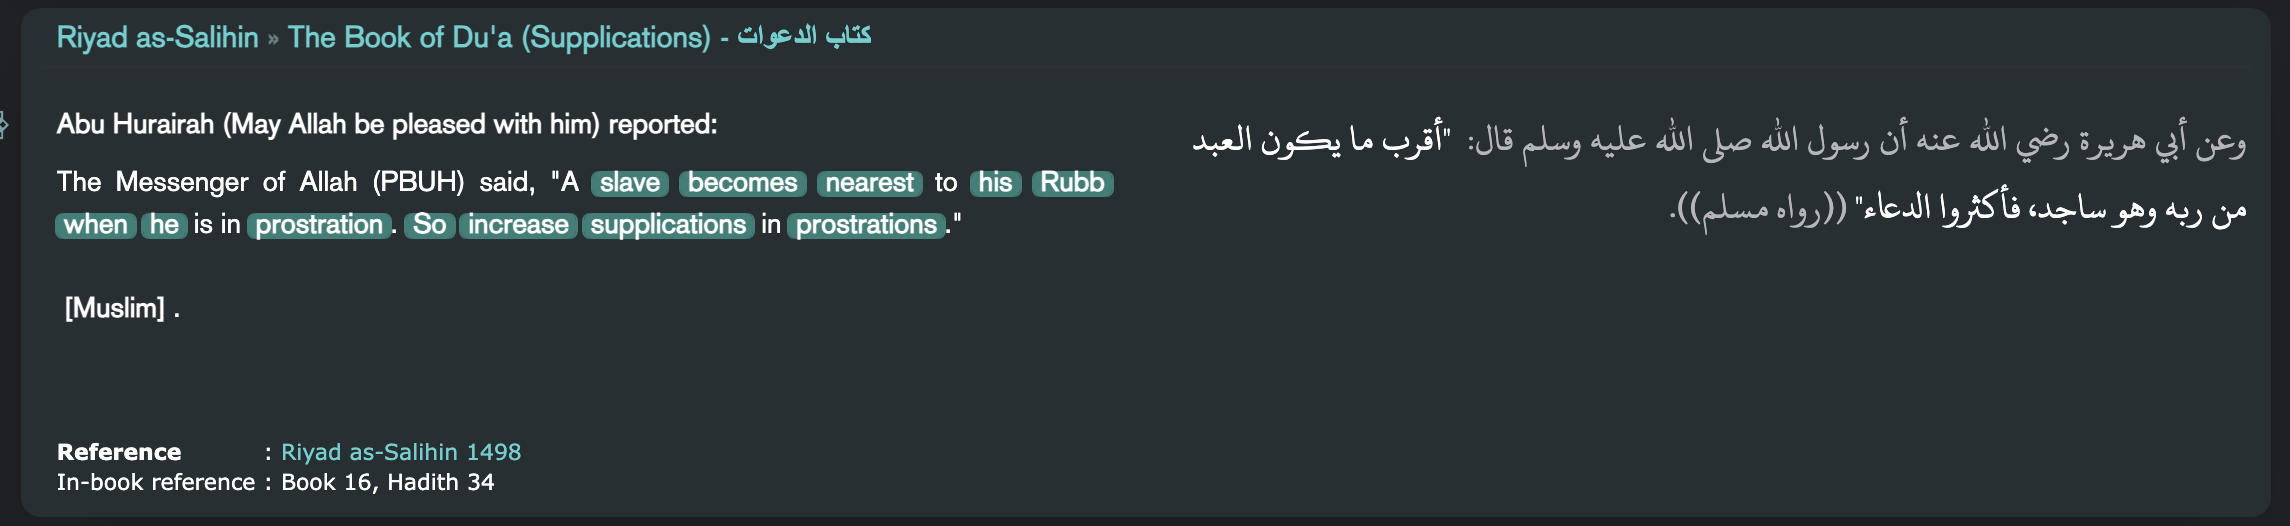 Riyad as-Salihin » The Book of Du'a (Supplications) - كتاب الدعوات
Abu Hurairah (May Allah be pleased with him) reported:
The Messenger of Allah (PBUH) said, "A slave becomes nearest to his Rubb
when he is in prostration. So increase supplications in prostrations."
[Muslim] .
وعن أبي هريرة رضي الله عنه أن رسول الله صلى الله عليه وسلم قال: "أقرب ما يكون العبد
من ربه وهو ساجد، فأكثروا الدعاء" ((رواه مسلم)).
Reference : Riyad as-Salihin 1498
In-book reference : Book 16, Hadith 34